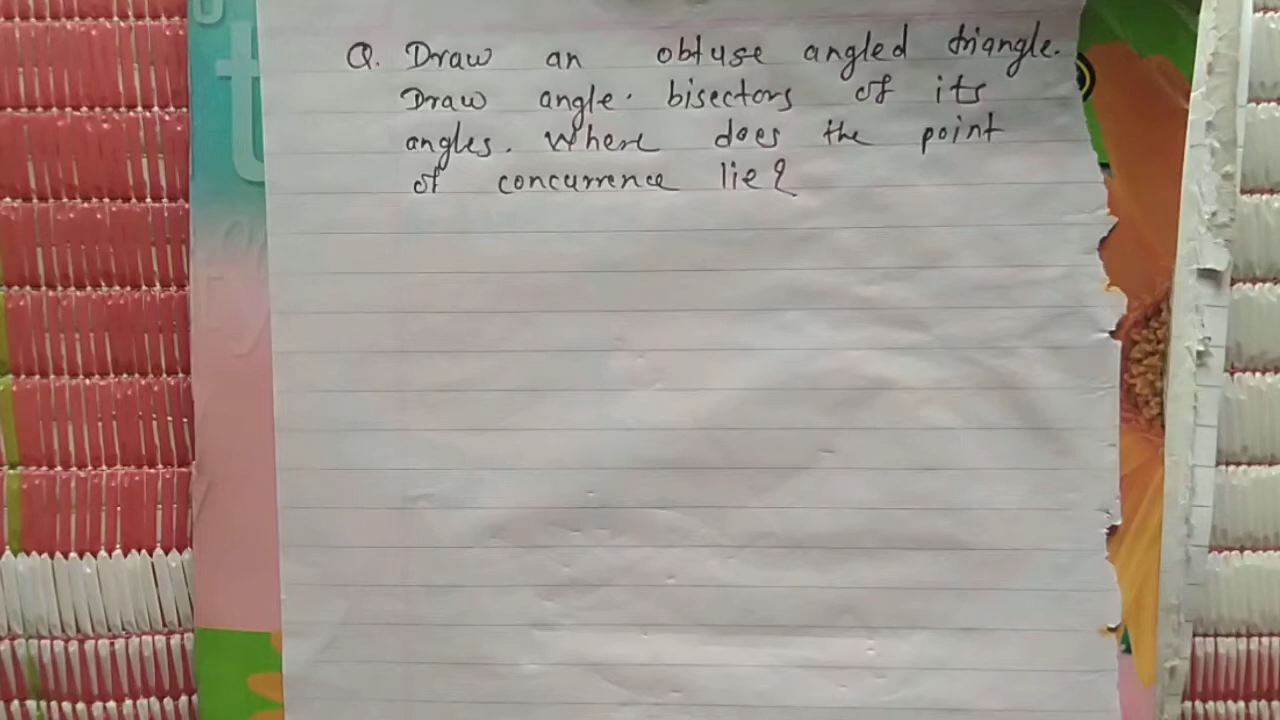 Q. Draw an obtuse angled triangle.
Draw angle bisectors of its
angles. Where does the point
of concurrence lie?